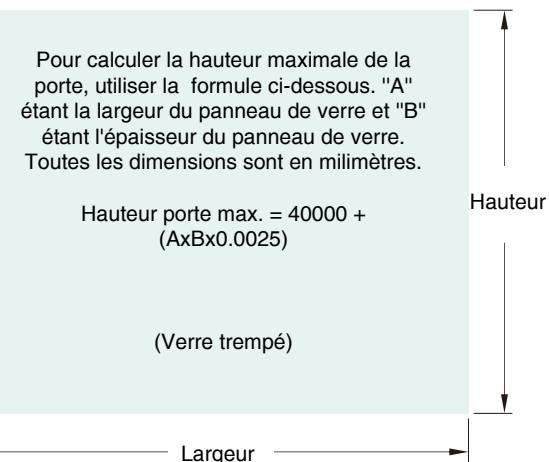 Pour calculer la hauteur maximale de la
porte, utiliser la formule ci-dessous. "A"
étant la largeur du panneau de verre et "B"
étant l'épaisseur du panneau de verre.
Toutes les dimensions sont en milimètres.
Hauteur porte max. = 40000 +
(AxBx0.0025)
Hauteur
(Verre trempé)
Largeur